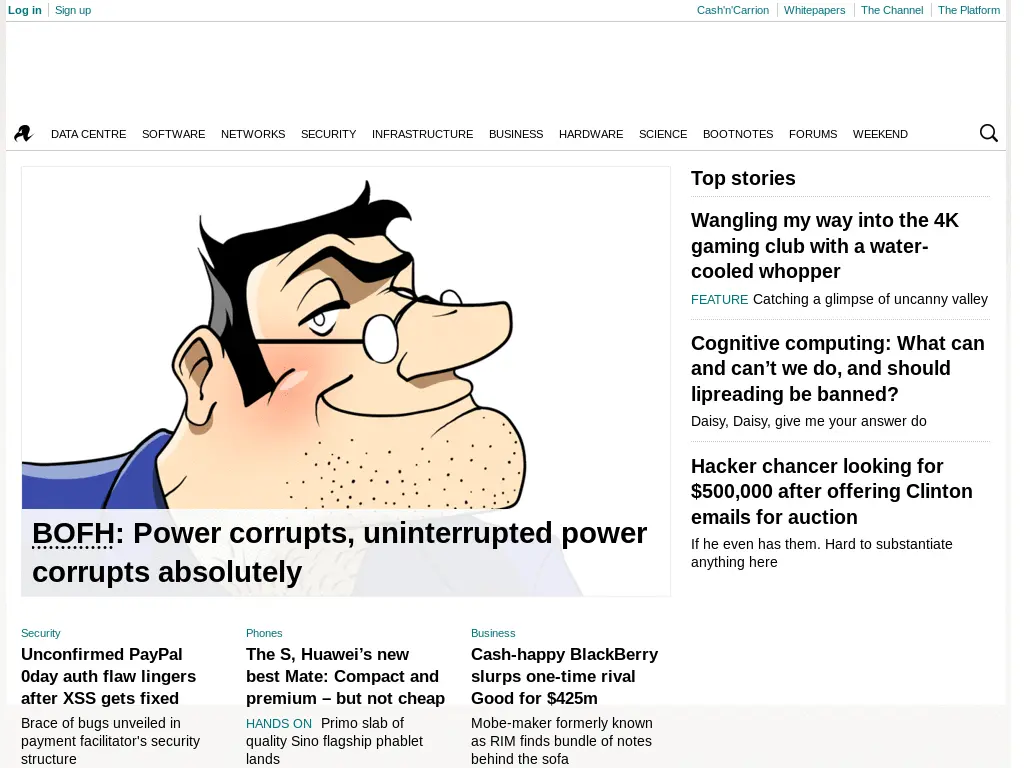 Log in
Sign up
Cash'n'Carrion
Whitepapers
The Channel
The Platform
DATA CENTRE
SOFTWARE
NETWORKS
SECURITY
INFRASTRUCTURE
BUSINESS
HARDWARE
SCIENCE
BOOTNOTES
FORUMS
WEEKEND
BOFH: Power corrupts, uninterrupted power
corrupts absolutely
Top stories
Wangling my way into the 4K
gaming club with a water-
cooled whopper
FEATURE Catching a glimpse of uncanny valley
Cognitive computing: What can
and can’t we do, and should
lipreading be banned?
Daisy, Daisy, give me your answer do
Hacker chancer looking for
$500,000 after offering Clinton
emails for auction
If he even has them. Hard to substantiate
anything here
Security
Unconfirmed PayPal
0day auth flaw lingers
after XSS gets fixed
Brace of bugs unveiled in
payment facilitator's security
structure
Phones
The S, Huawei’s new
best Mate: Compact and
premium – but not cheap
HANDS ON Primo slab of
quality Sino flagship phablet
lands
Business
Cash-happy BlackBerry
slurps one-time rival
Good for $425m
Mobe-maker formerly known
as RIM finds bundle of notes
behind the sofa